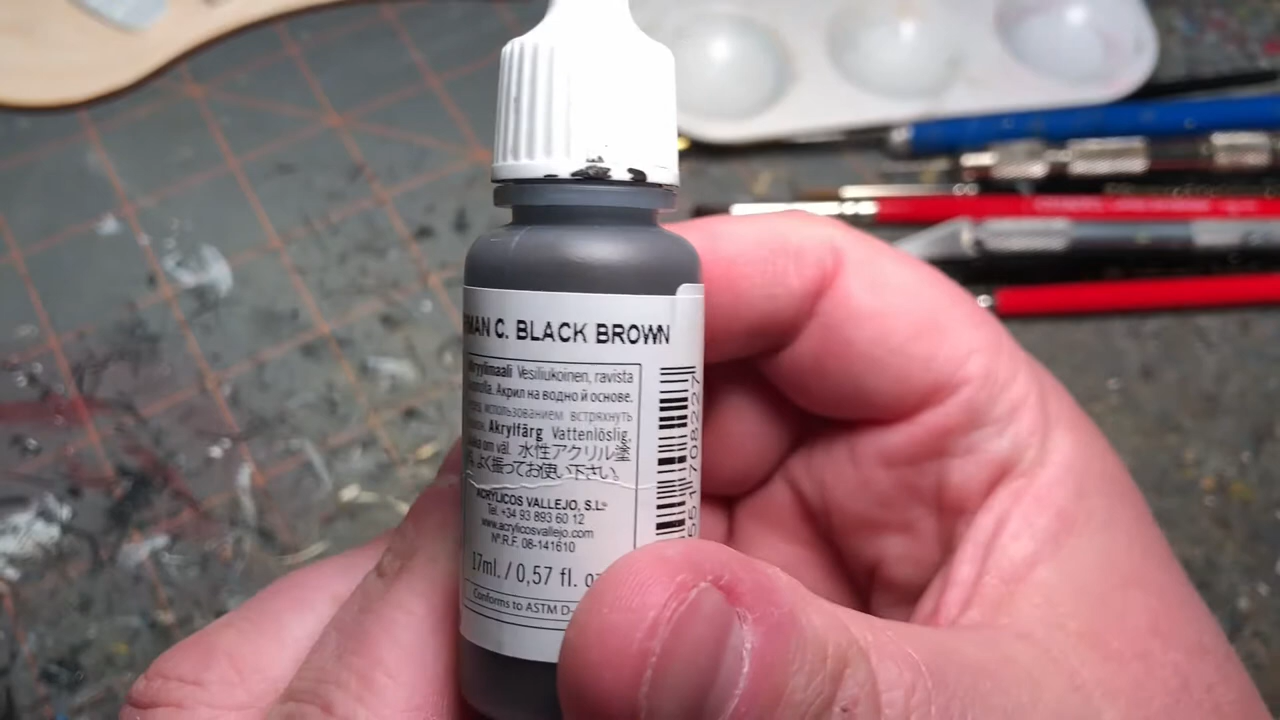 RMAN C. BLACK BROWN
Akryylimaali Vesiliukoinen, ravista
Акрил на водной основе.
использованием встряхнуть
Akrylfärg Vattenlöslig,
om väl. 水性アクリル塗
よく振ってお使い下さい。
ACRYLICOS VALLEJO, S.L.
Tel. +34 93 893 60 12
www.acrylicosvallejo.com
Nº.R.F. 08-141610
17ml. / 0,57 fl. oz
Conforms to ASTM D-
551708227